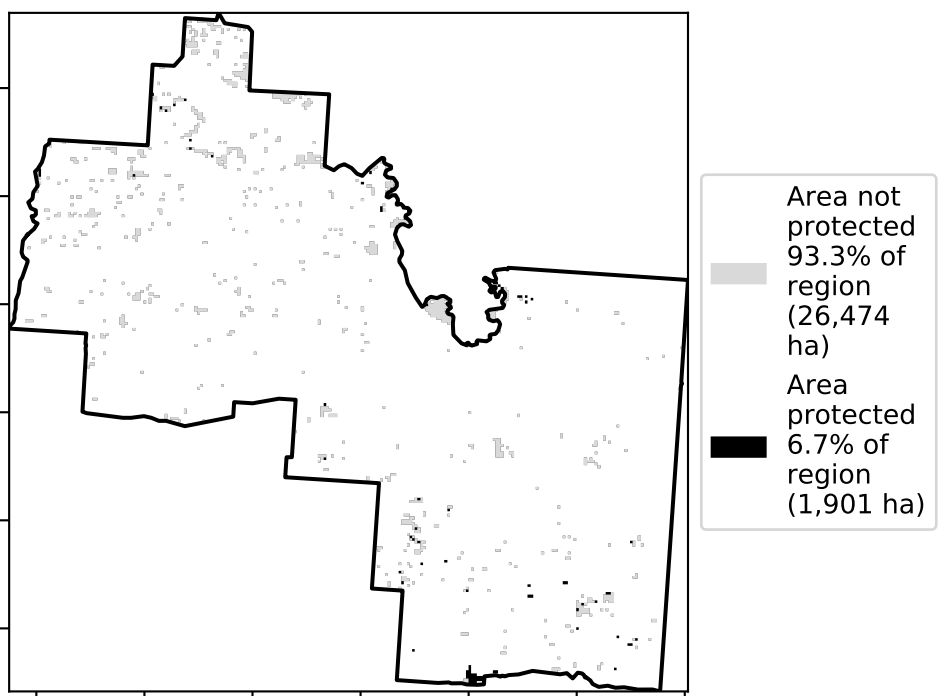 Area not
protected
93.3% of
region
(26,474
ha)
Area
protected
6.7% of
region
(1,901 ha)